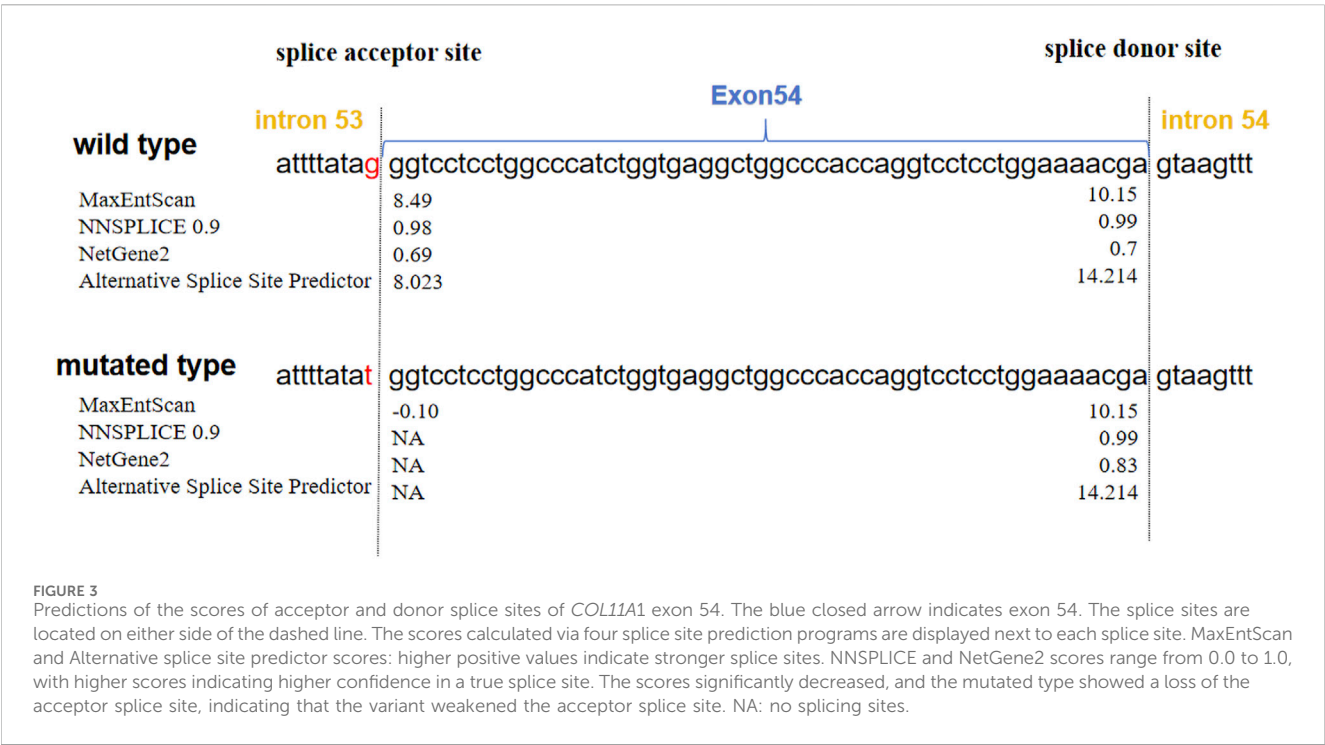 splice acceptor site
splice donor site
Exon54
intron 53
intron 54
wild type
attttatag ggtcctcctggcccatctggtgaggctggcccaccaggtcctcctggaaaacga gtaagttt
MaxEntScan 8.49 10.15
NNSPLICE 0.9 0.98 0.99
NetGene2 0.69 0.7
Alternative Splice Site Predictor 8.023 14.214
mutated type
attttatat ggtcctcctggcccatctggtgaggctggcccaccaggtcctcctggaaaacga gtaagttt
MaxEntScan -0.10 10.15
NNSPLICE 0.9 NA 0.99
NetGene2 NA 0.83
Alternative Splice Site Predictor NA 14.214
FIGURE 3
Predictions of the scores of acceptor and donor splice sites of COL11A1 exon 54. The blue closed arrow indicates exon 54. The splice sites are
located on either side of the dashed line. The scores calculated via four splice site prediction programs are displayed next to each splice site. MaxEntScan
and Alternative splice site predictor scores: higher positive values indicate stronger splice sites. NNSPLICE and NetGene2 scores range from 0.0 to 1.0,
with higher scores indicating higher confidence in a true splice site. The scores significantly decreased, and the mutated type showed a loss of the
acceptor splice site, indicating that the variant weakened the acceptor splice site. NA: no splicing sites.